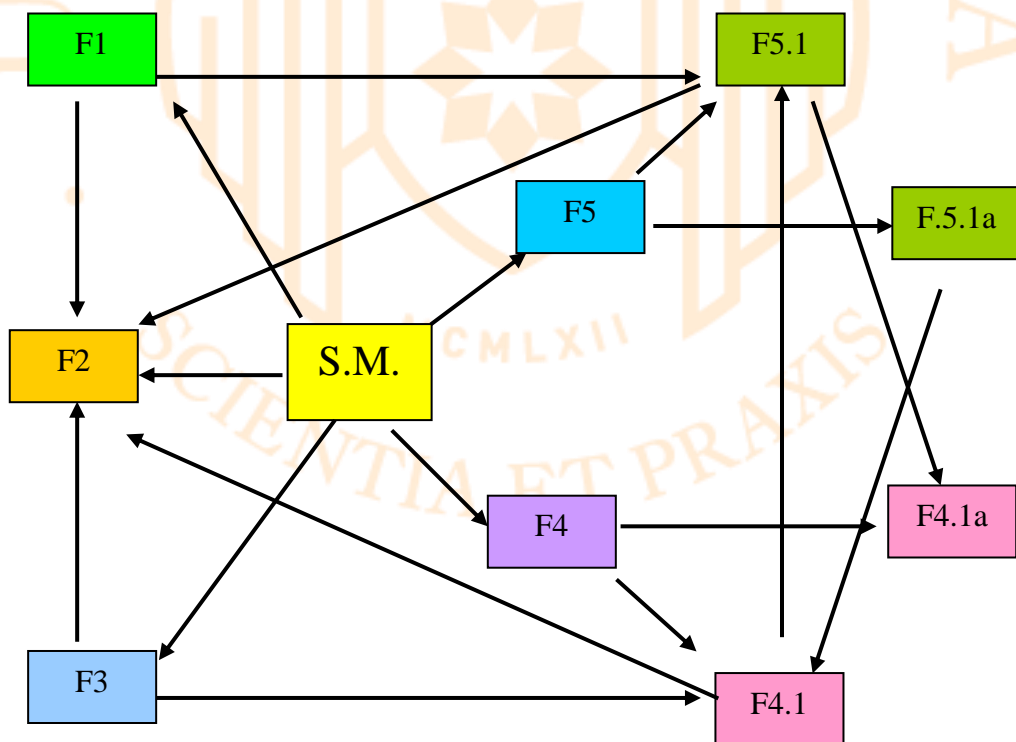 F1
F5.1
F5
F.5.1a
F2
S.M.
MCMLXII
SCIENTIA ET PRAXIS
F4
F4.1a
F3
F4.1